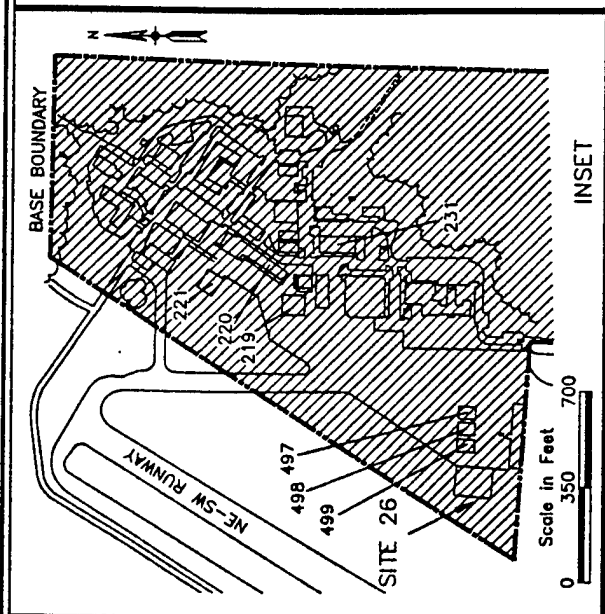 N
BASE BOUNDARY
221
220
219
231
NE-SW RUNWAY
497
498
499
SITE 26
0 350 700
Scale in Feet
INSET